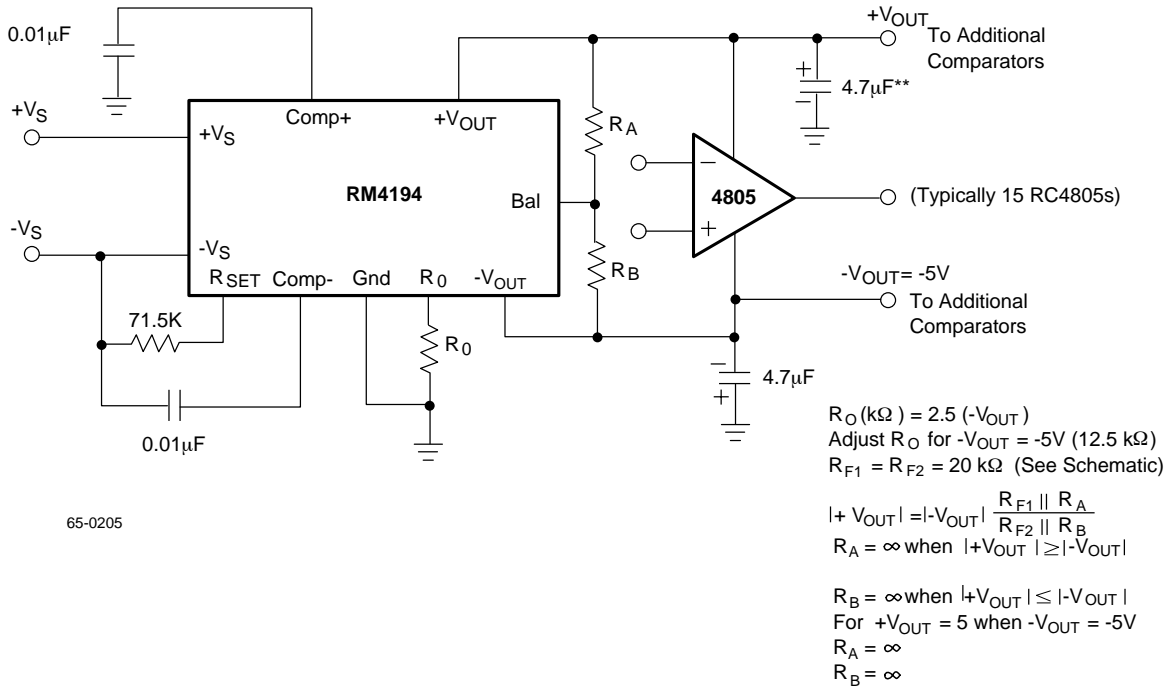 0.01µF
+VOUT
To Additional
Comparators
4.7µF**
+
−
+VS
+VS
Comp+
+VOUT
RA
RM4194
Bal
−
4805
+
(Typically 15 RC4805s)
-VS
-VS
RSET
Comp-
Gnd
R0
-VOUT
RB
-VOUT = -5V
To Additional
Comparators
71.5K
R0
−
4.7µF
+
0.01µF
RO (kΩ) = 2.5 (-VOUT)
Adjust RO for -VOUT = -5V (12.5 kΩ)
RF1 = RF2 = 20 kΩ (See Schematic)
|+ VOUT| = |-VOUT| RF1 || RA / RF2 || RB
RA = ∞ when |+VOUT| ≥ |-VOUT|
RB = ∞ when |+VOUT| ≤ |-VOUT|
For +VOUT = 5 when -VOUT = -5V
RA = ∞
RB = ∞
65-0205